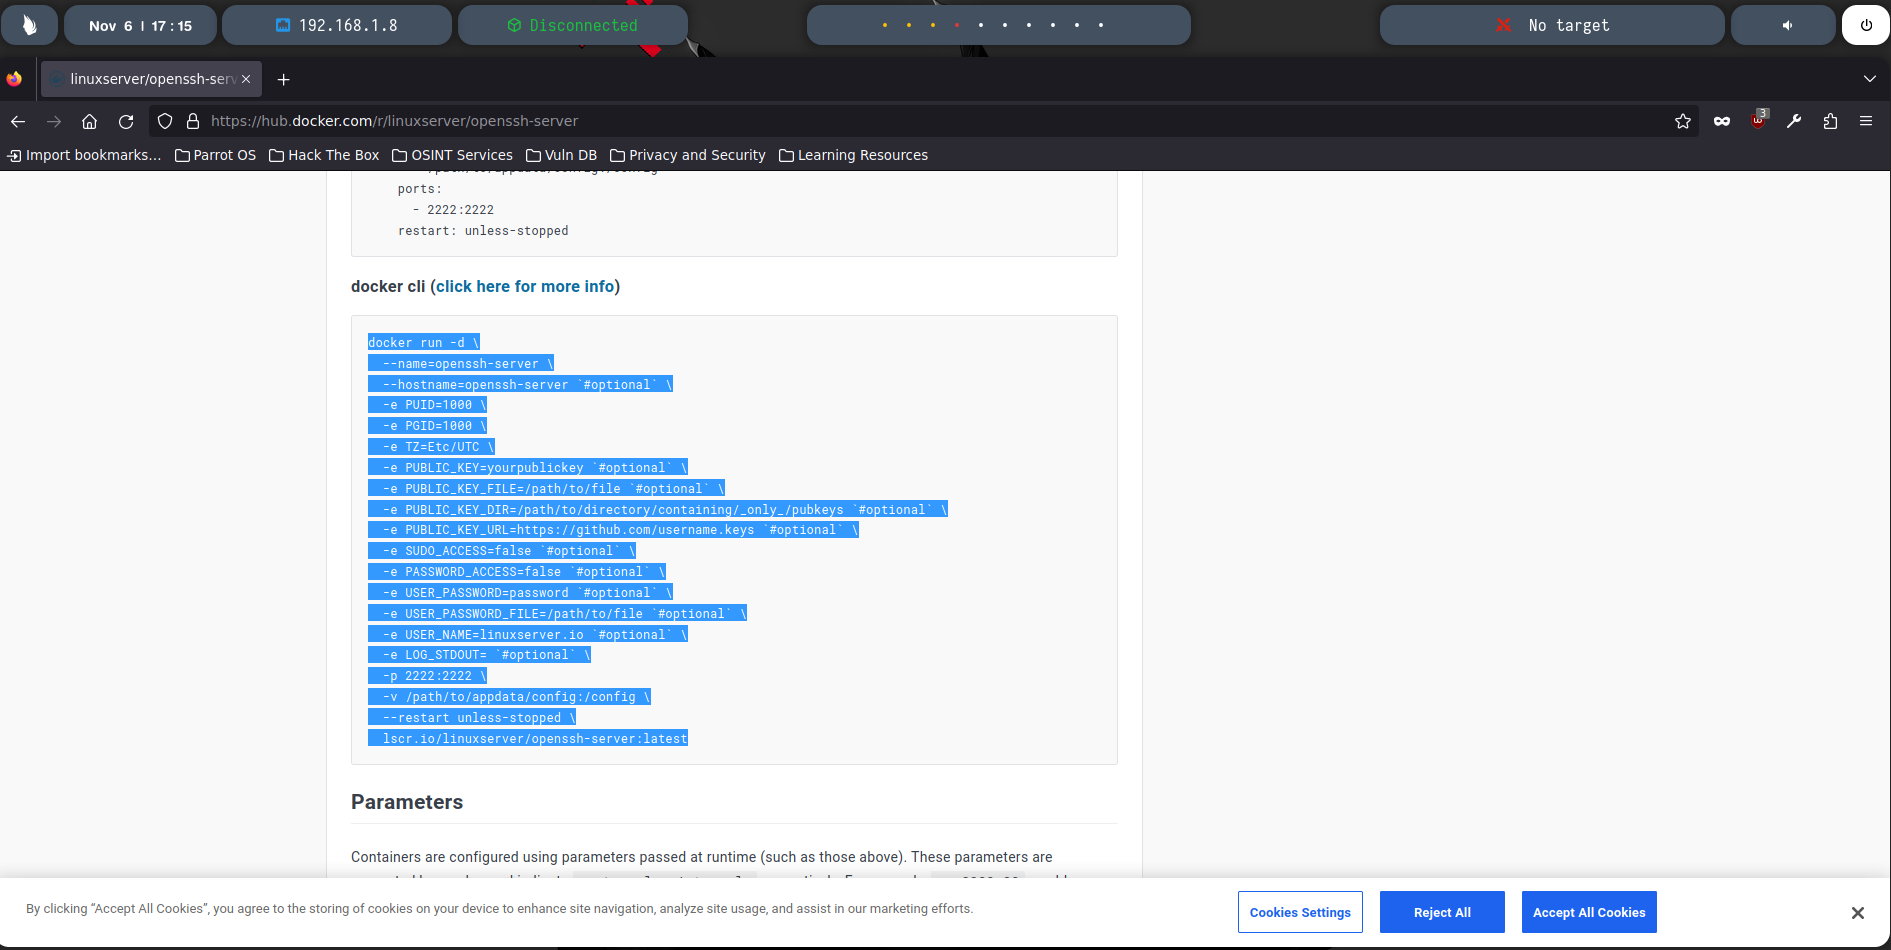 Nov 6 | 17:15
192.168.1.8
Disconnected
No target
linuxserver/openssh-serv
https://hub.docker.com/r/linuxserver/openssh-server
3
Import bookmarks...
Parrot OS
Hack The Box
OSINT Services
Vuln DB
Privacy and Security
Learning Resources
ports:
- 2222:2222
restart: unless-stopped
docker cli (click here for more info)
docker run -d \
--name=openssh-server \
--hostname=openssh-server `#optional` \
-e PUID=1000 \
-e PGID=1000 \
-e TZ=Etc/UTC \
-e PUBLIC_KEY=yourpublickey `#optional` \
-e PUBLIC_KEY_FILE=/path/to/file `#optional` \
-e PUBLIC_KEY_DIR=/path/to/directory/containing/_only_/pubkeys `#optional` \
-e PUBLIC_KEY_URL=https://github.com/username.keys `#optional` \
-e SUDO_ACCESS=false `#optional` \
-e PASSWORD_ACCESS=false `#optional` \
-e USER_PASSWORD=password `#optional` \
-e USER_PASSWORD_FILE=/path/to/file `#optional` \
-e USER_NAME=linuxserver.io `#optional` \
-e LOG_STDOUT= `#optional` \
-p 2222:2222 \
-v /path/to/appdata/config:/config \
--restart unless-stopped \
lscr.io/linuxserver/openssh-server:latest
Parameters
Containers are configured using parameters passed at runtime (such as those above). These parameters are
By clicking “Accept All Cookies”, you agree to the storing of cookies on your device to enhance site navigation, analyze site usage, and assist in our marketing efforts.
Cookies Settings
Reject All
Accept All Cookies